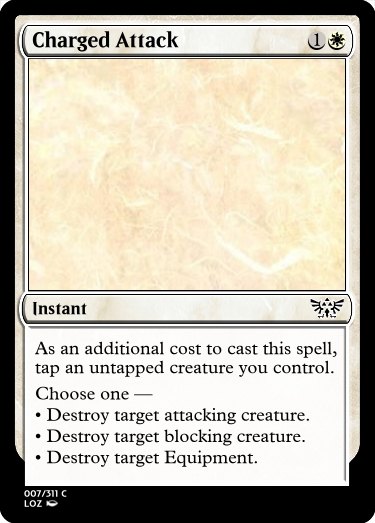 Charged Attack 1
Instant
As an additional cost to cast this spell,
tap an untapped creature you control.
Choose one —
• Destroy target attacking creature.
• Destroy target blocking creature.
• Destroy target Equipment.
007/311 C
LOZ